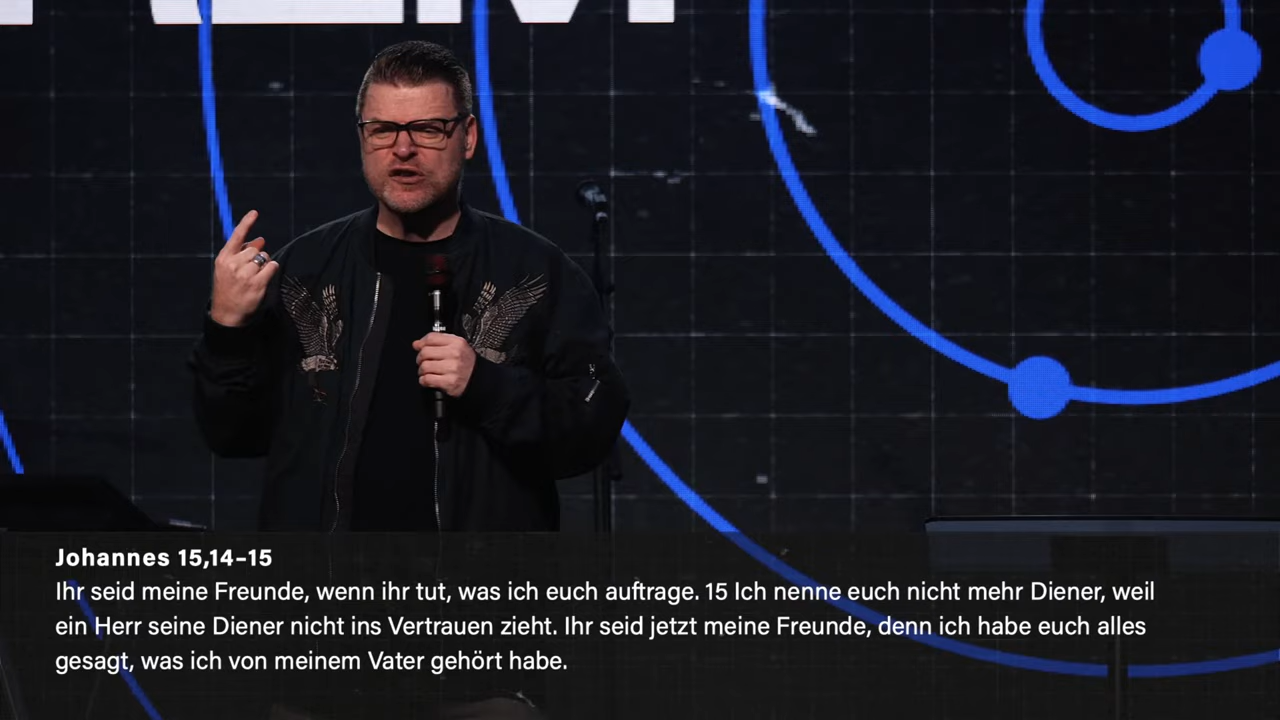 Johannes 15,14-15
Ihr seid meine Freunde, wenn ihr tut, was ich euch auftrage. 15 Ich nenne euch nicht mehr Diener, weil
ein Herr seine Diener nicht ins Vertrauen zieht. Ihr seid jetzt meine Freunde, denn ich habe euch alles
gesagt, was ich von meinem Vater gehört habe.